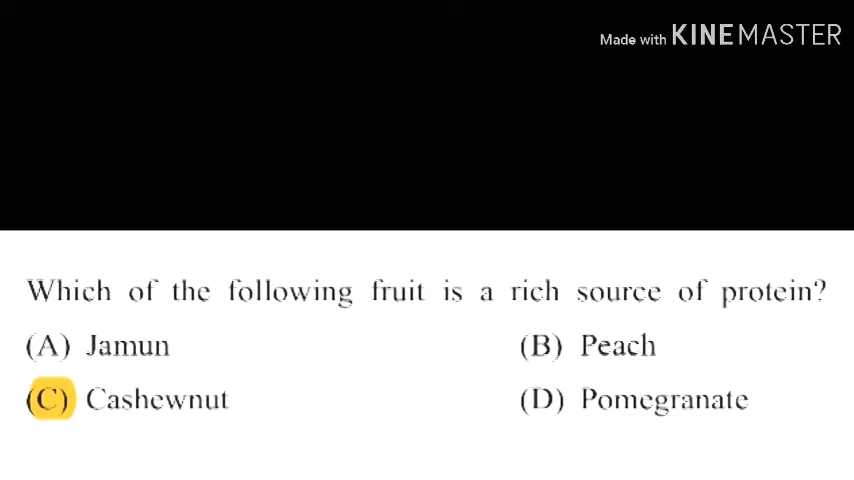 Made with KINEMASTER
Which of the following fruit is a rich source of protein?
(A) Jamun (B) Peach
(C) Cashewnut (D) Pomegranate